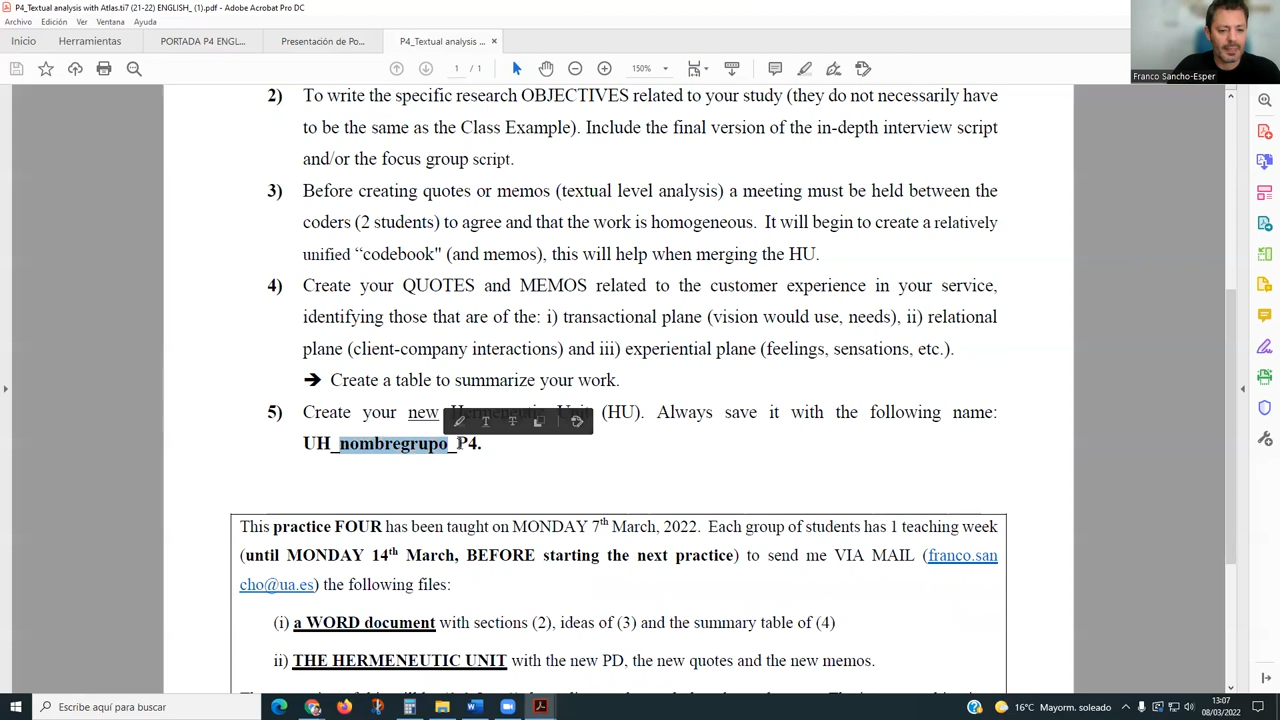 P4_Textual analysis with Atlas.ti7 (21-22) ENGLISH_ (1).pdf - Adobe Acrobat Pro DC
Archivo Edición Ver Ventana Ayuda
Inicio Herramientas PORTADA P4 ENGL... Presentación de Po... P4_Textual analysis ... ×
1 / 1 150%
Franco Sancho-Esper
2) To write the specific research OBJECTIVES related to your study (they do not necessarily have
to be the same as the Class Example). Include the final version of the in-depth interview script
and/or the focus group script.
3) Before creating quotes or memos (textual level analysis) a meeting must be held between the
coders (2 students) to agree and that the work is homogeneous. It will begin to create a relatively
unified “codebook" (and memos), this will help when merging the HU.
4) Create your QUOTES and MEMOS related to the customer experience in your service,
identifying those that are of the: i) transactional plane (vision would use, needs), ii) relational
plane (client-company interactions) and iii) experiential plane (feelings, sensations, etc.).
➔ Create a table to summarize your work.
5) Create your new Hermeneutic Unit (HU). Always save it with the following name:
UH_nombregrupo_P4.
This practice FOUR has been taught on MONDAY 7th March, 2022. Each group of students has 1 teaching week
(until MONDAY 14th March, BEFORE starting the next practice) to send me VIA MAIL (franco.san
cho@ua.es) the following files:
(i) a WORD document with sections (2), ideas of (3) and the summary table of (4)
ii) THE HERMENEUTIC UNIT with the new PD, the new quotes and the new memos.
Escribe aquí para buscar
16°C Mayorm. soleado
13:07
08/03/2022